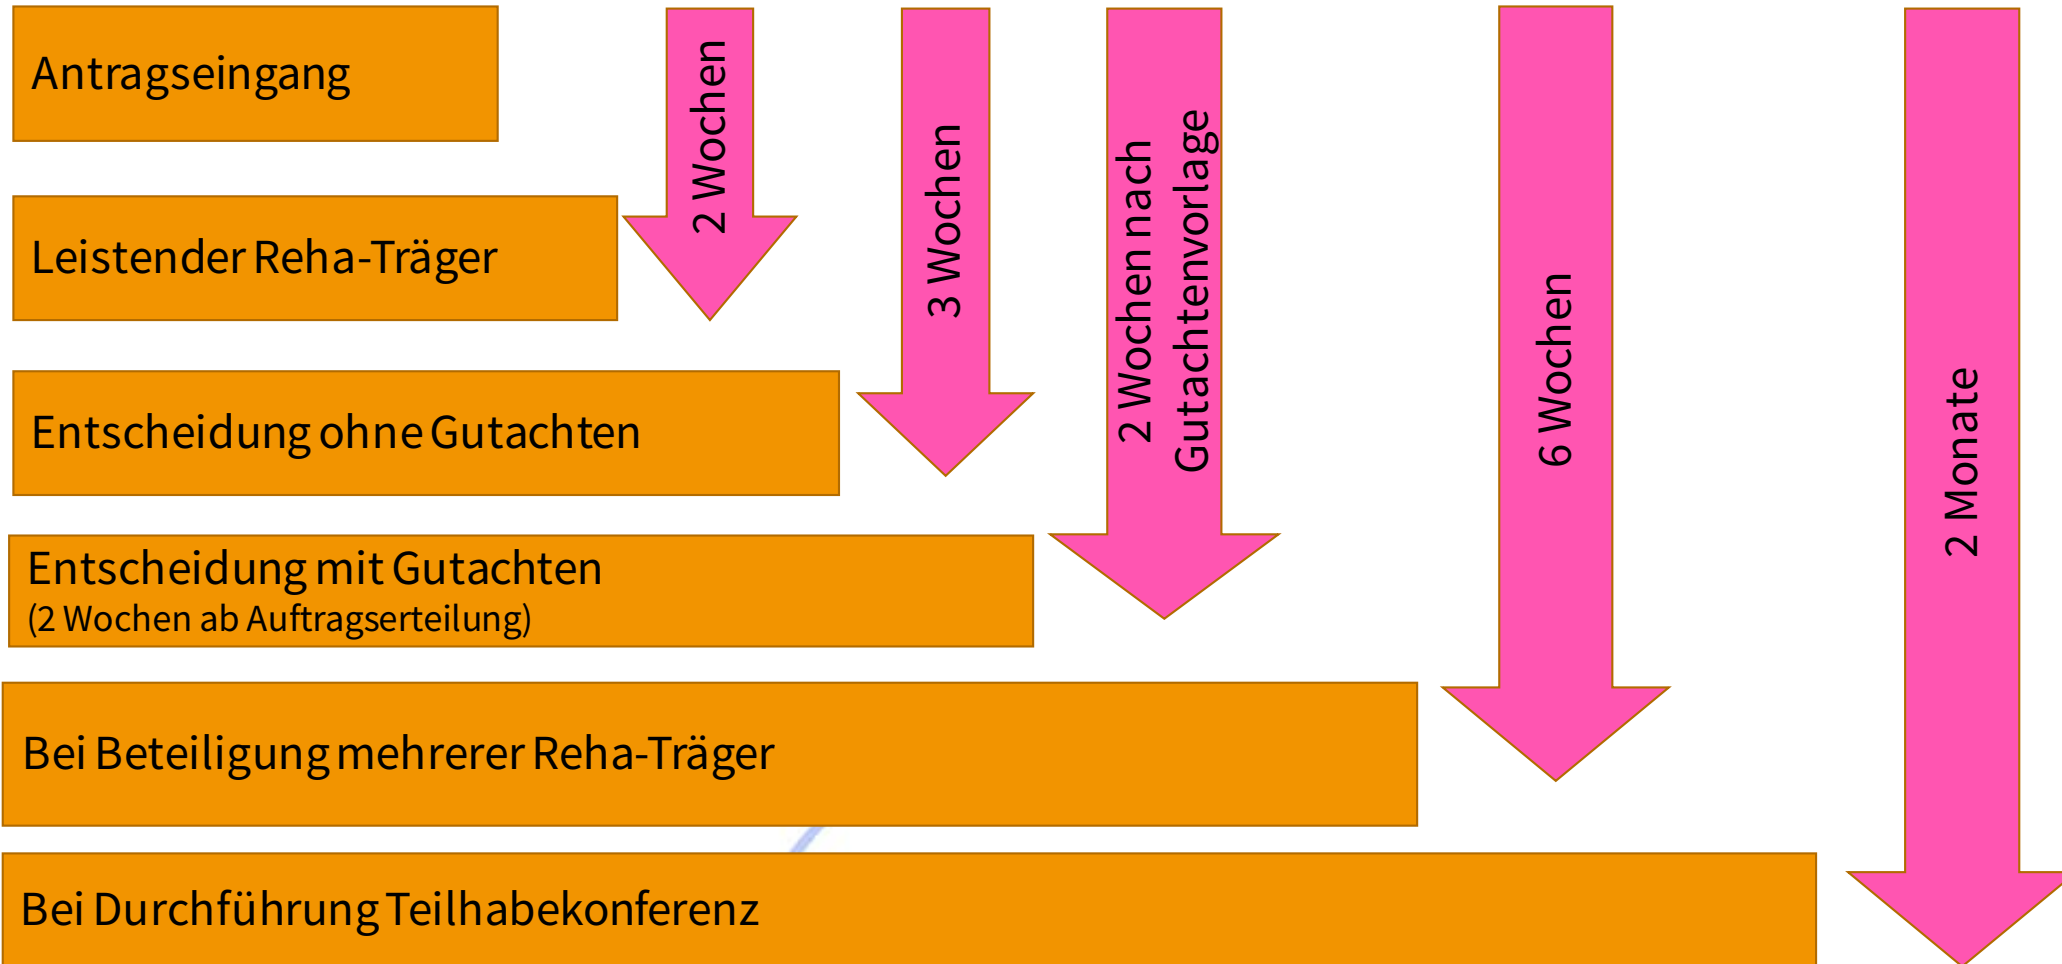 Antragseingang
2 Wochen
3 Wochen
2 Wochen nach
Gutachtenvorlage
6 Wochen
2 Monate
Leistender Reha-Träger
Entscheidung ohne Gutachten
Entscheidung mit Gutachten
(2 Wochen ab Auftragserteilung)
Bei Beteiligung mehrerer Reha-Träger
Bei Durchführung Teilhabekonferenz